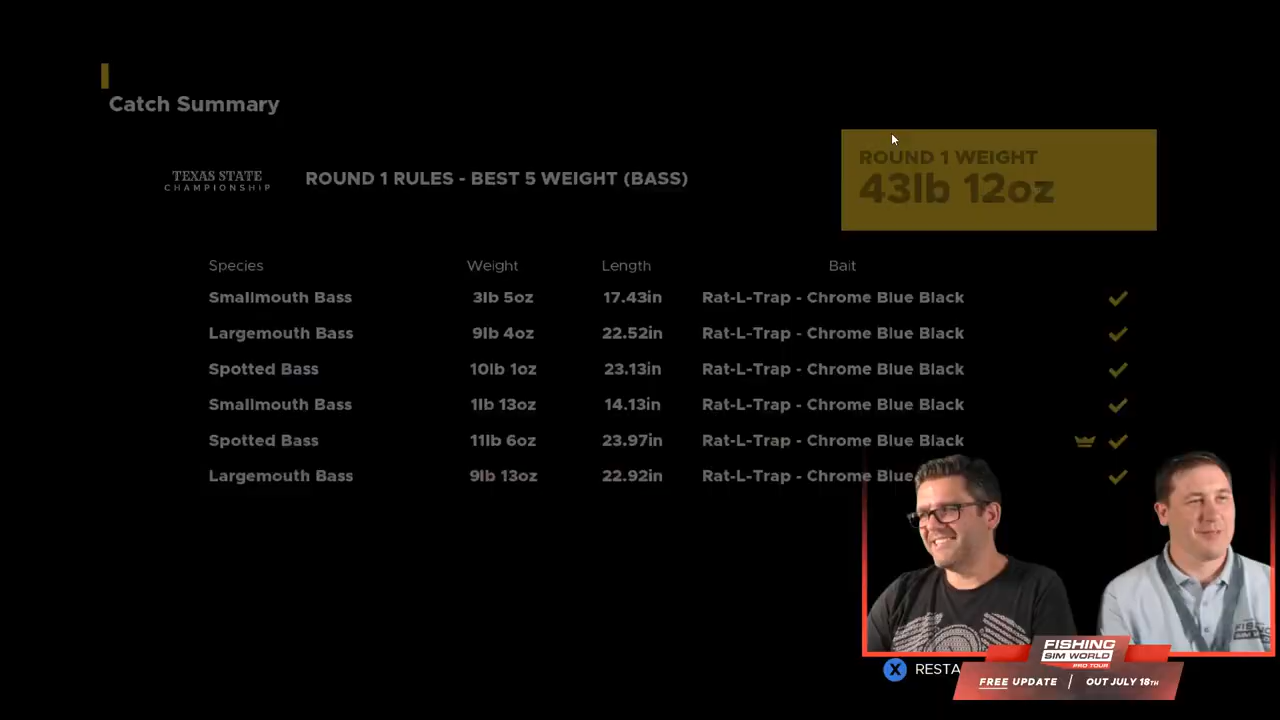 Catch Summary
TEXAS STATE
CHAMPIONSHIP
ROUND 1 RULES - BEST 5 WEIGHT (BASS)
ROUND 1 WEIGHT
43lb 12oz
Species Weight Length Bait
Smallmouth Bass 3lb 5oz 17.43in Rat-L-Trap - Chrome Blue Black
Largemouth Bass 9lb 4oz 22.52in Rat-L-Trap - Chrome Blue Black
Spotted Bass 10lb 1oz 23.13in Rat-L-Trap - Chrome Blue Black
Smallmouth Bass 1lb 13oz 14.13in Rat-L-Trap - Chrome Blue Black
Spotted Bass 11lb 6oz 23.97in Rat-L-Trap - Chrome Blue Black
Largemouth Bass 9lb 13oz 22.92in Rat-L-Trap - Chrome Blue
X RESTA
FISHING
SIM WORLD
PRO TOUR
FREE UPDATE | OUT JULY 18TH